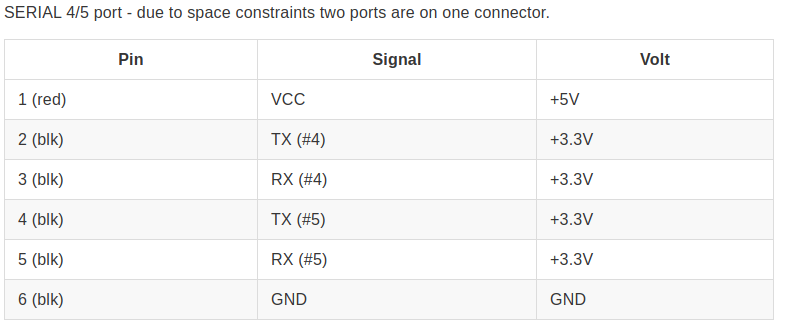 SERIAL 4/5 port - due to space constraints two ports are on one connector.
Pin Signal Volt
1 (red) VCC +5V
2 (blk) TX (#4) +3.3V
3 (blk) RX (#4) +3.3V
4 (blk) TX (#5) +3.3V
5 (blk) RX (#5) +3.3V
6 (blk) GND GND